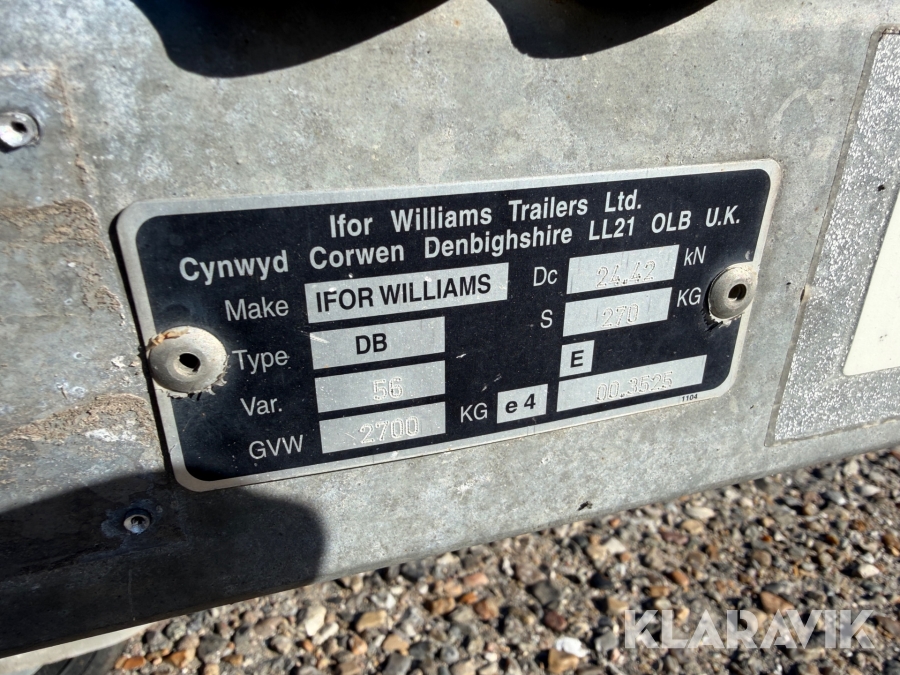 Ifor Williams Trailers Ltd.
Cynwyd Corwen Denbighshire LL21 OLB U.K.
Make IFOR WILLIAMS Dc 24.42 kN
Type DB S 270 KG
Var. 56 E
GVW 2700 KG e4 00.3525
1104
KLARAVIK